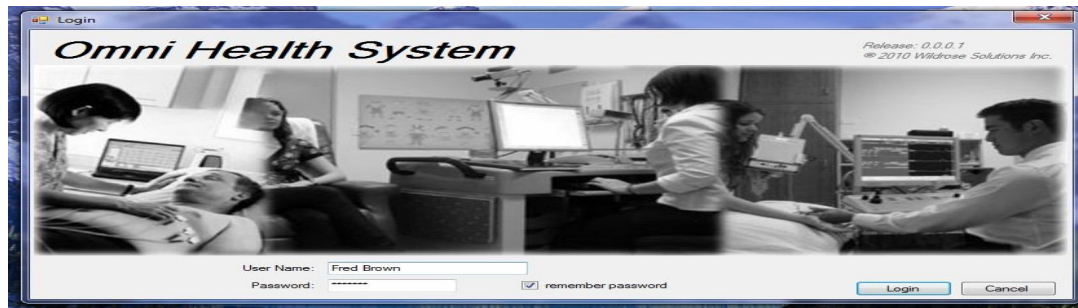 Login
Omni Health System
Release: 0.0.0.1
© 2010 Wildrose Solutions Inc.
User Name: Fred Brown
Password: *******
remember password
Login Cancel